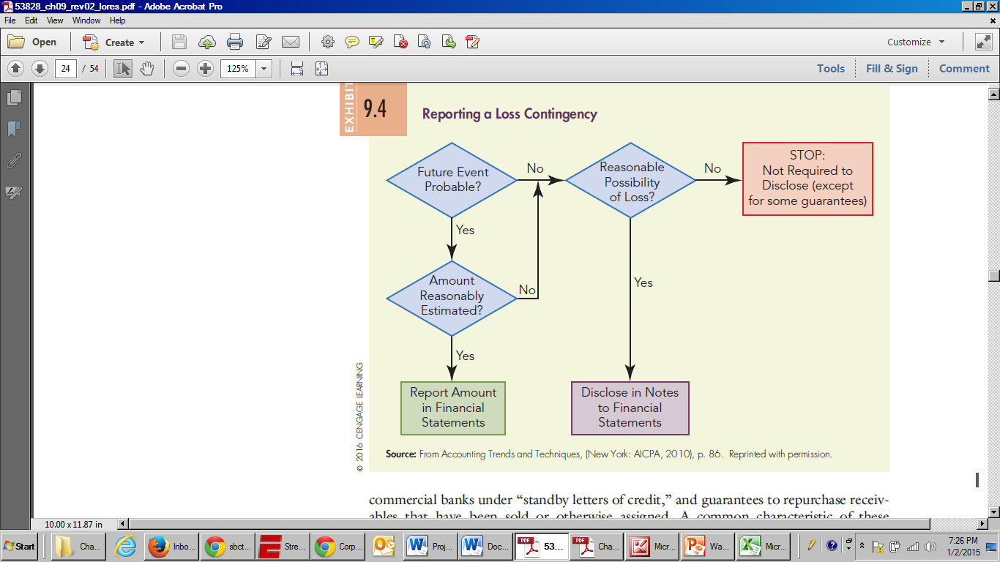 53828_ch09_rev02_lores.pdf - Adobe Acrobat Pro
File Edit View Window Help
Open Create Customize
24 / 54 125% Tools Fill & Sign Comment
EXHIBIT 9.4
Reporting a Loss Contingency
Future Event
Probable?
No
Reasonable
Possibility
of Loss?
No
STOP:
Not Required to
Disclose (except
for some guarantees)
Yes
Amount
Reasonably
Estimated?
No
Yes
Yes
Report Amount
in Financial
Statements
Disclose in Notes
to Financial
Statements
© 2016 CENGAGE LEARNING
Source: From Accounting Trends and Techniques, (New York: AICPA, 2010), p. 86. Reprinted with permission.
commercial banks under “standby letters of credit,” and guarantees to repurchase receiv-
ables that have been sold or otherwise assigned. A common characteristic of these
10.00 x 11.87 in
Start Cha... Inbo... sbct... Stre... Corp... Proj... Doc... 53... Cha... Micr... Wa... Micr... 7:26 PM
1/2/2015